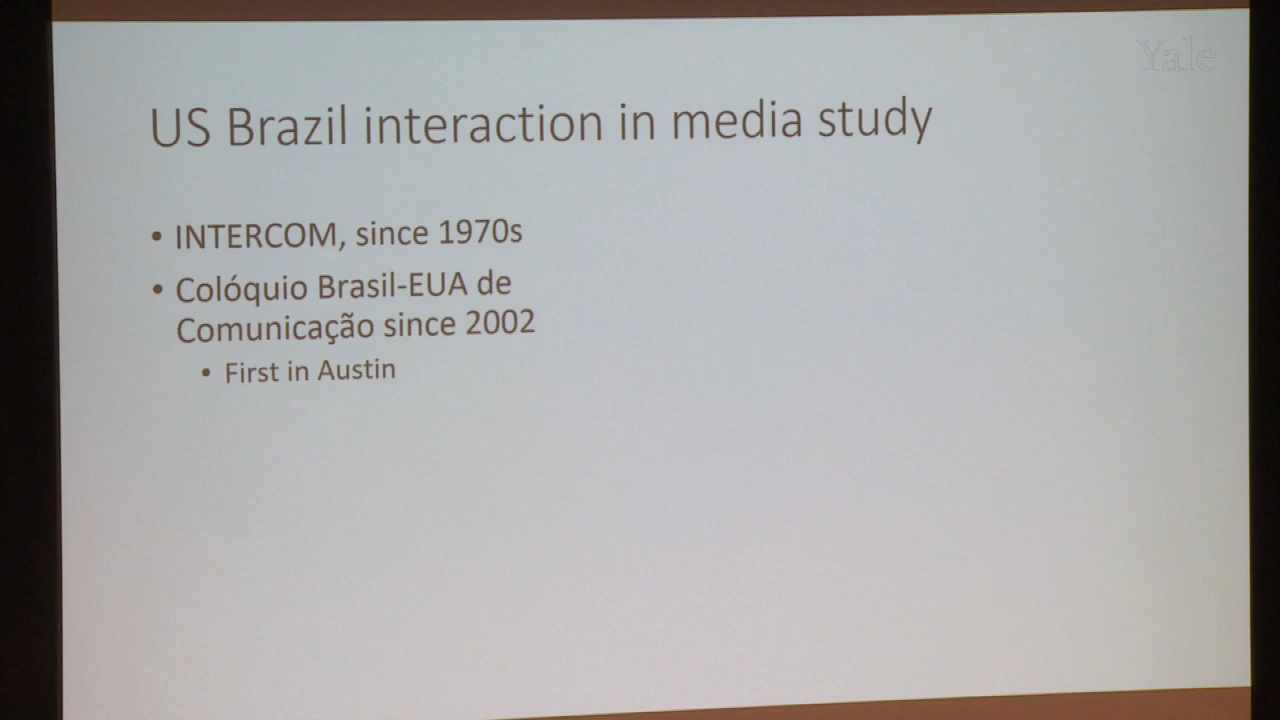 Yale
US Brazil interaction in media study
• INTERCOM, since 1970s
• Colóquio Brasil-EUA de
Comunicação since 2002
• First in Austin